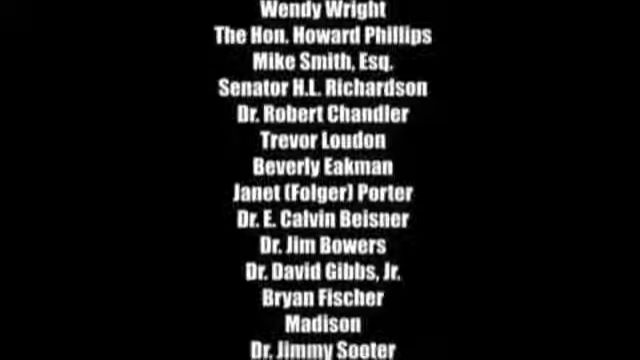 Wendy Wright
The Hon. Howard Phillips
Mike Smith, Esq.
Senator H.L. Richardson
Dr. Robert Chandler
Trevor Loudon
Beverly Eakman
Janet (Folger) Porter
Dr. E. Calvin Beisner
Dr. Jim Bowers
Dr. David Gibbs, Jr.
Bryan Fischer
Madison
Dr. Jimmy Sooter